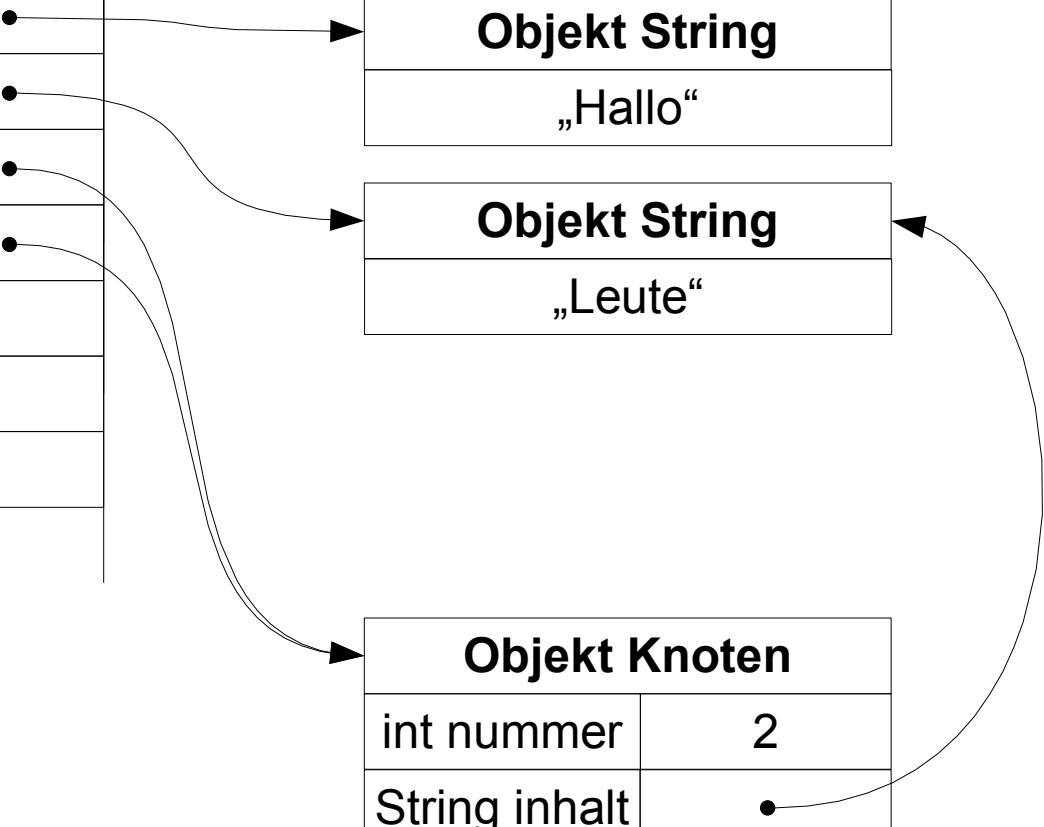 Objekt String
„Hallo“
Objekt String
„Leute“
Objekt Knoten
int nummer 2
String inhalt